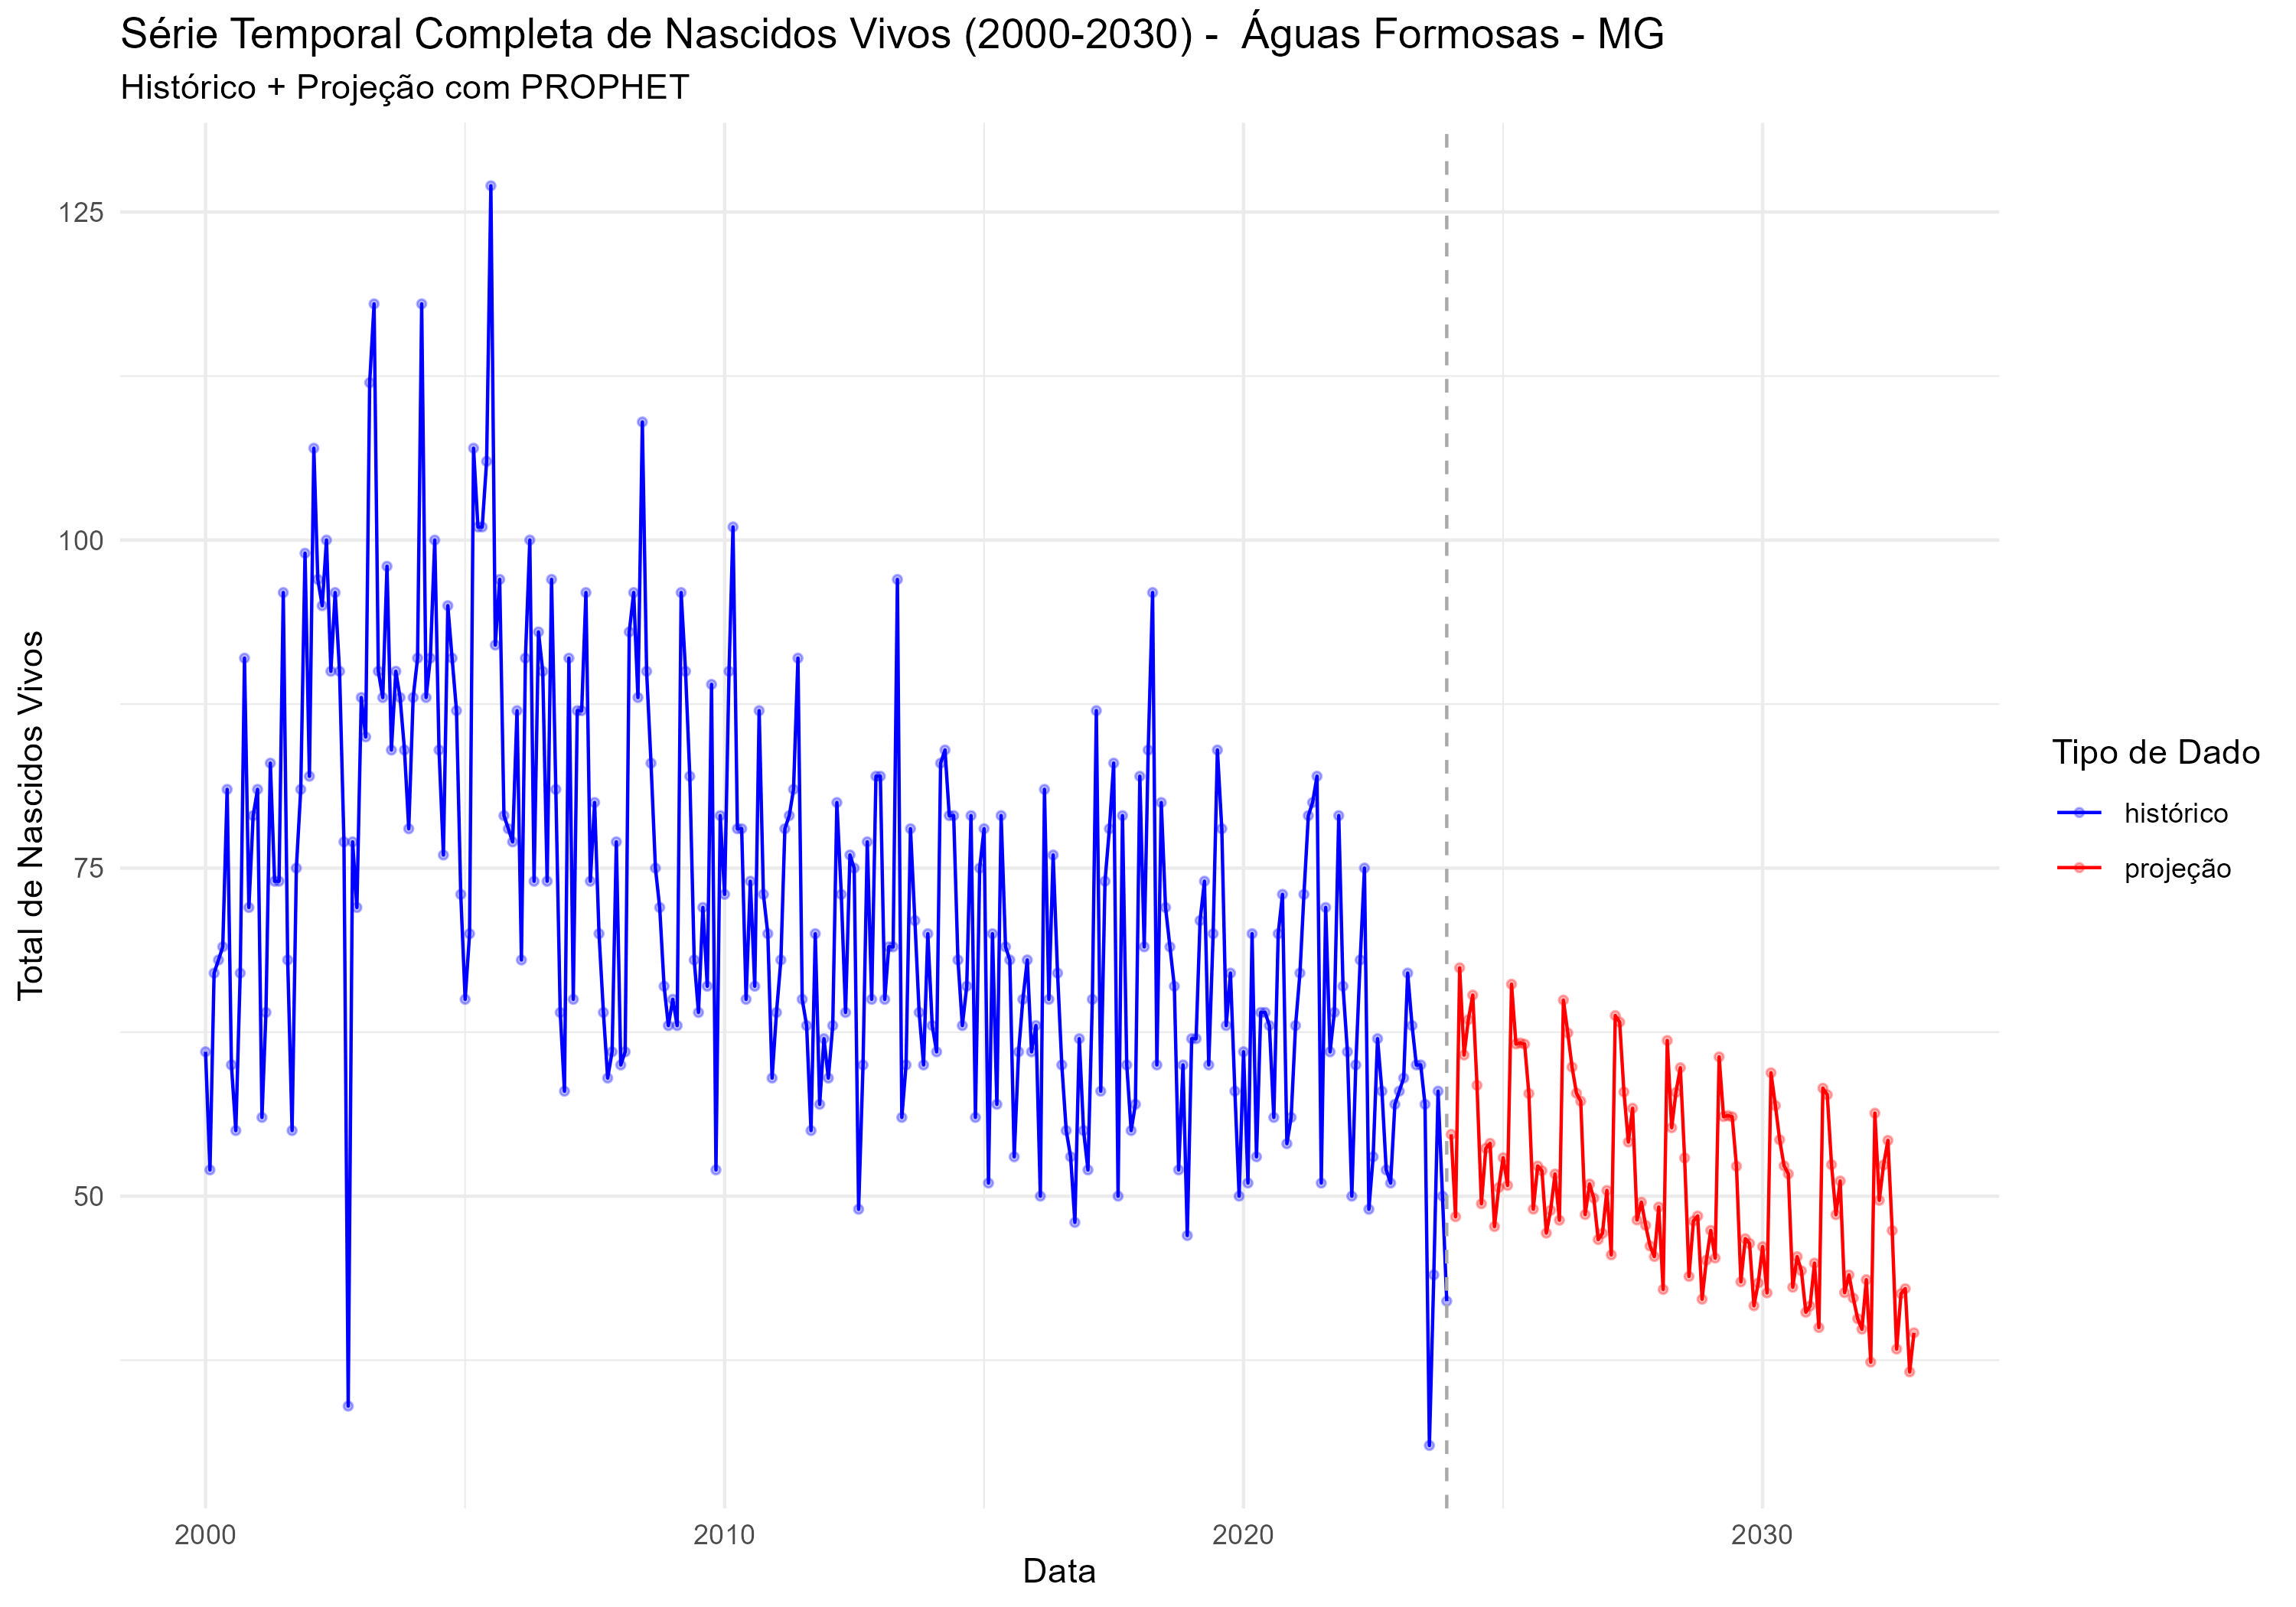 Série Temporal Completa de Nascidos Vivos (2000-2030) -  Águas Formosas - MG
Histórico + Projeção com PROPHET
Total de Nascidos Vivos
125
100
75
50
2000
2010
2020
2030
Data
Tipo de Dado
histórico
projeção